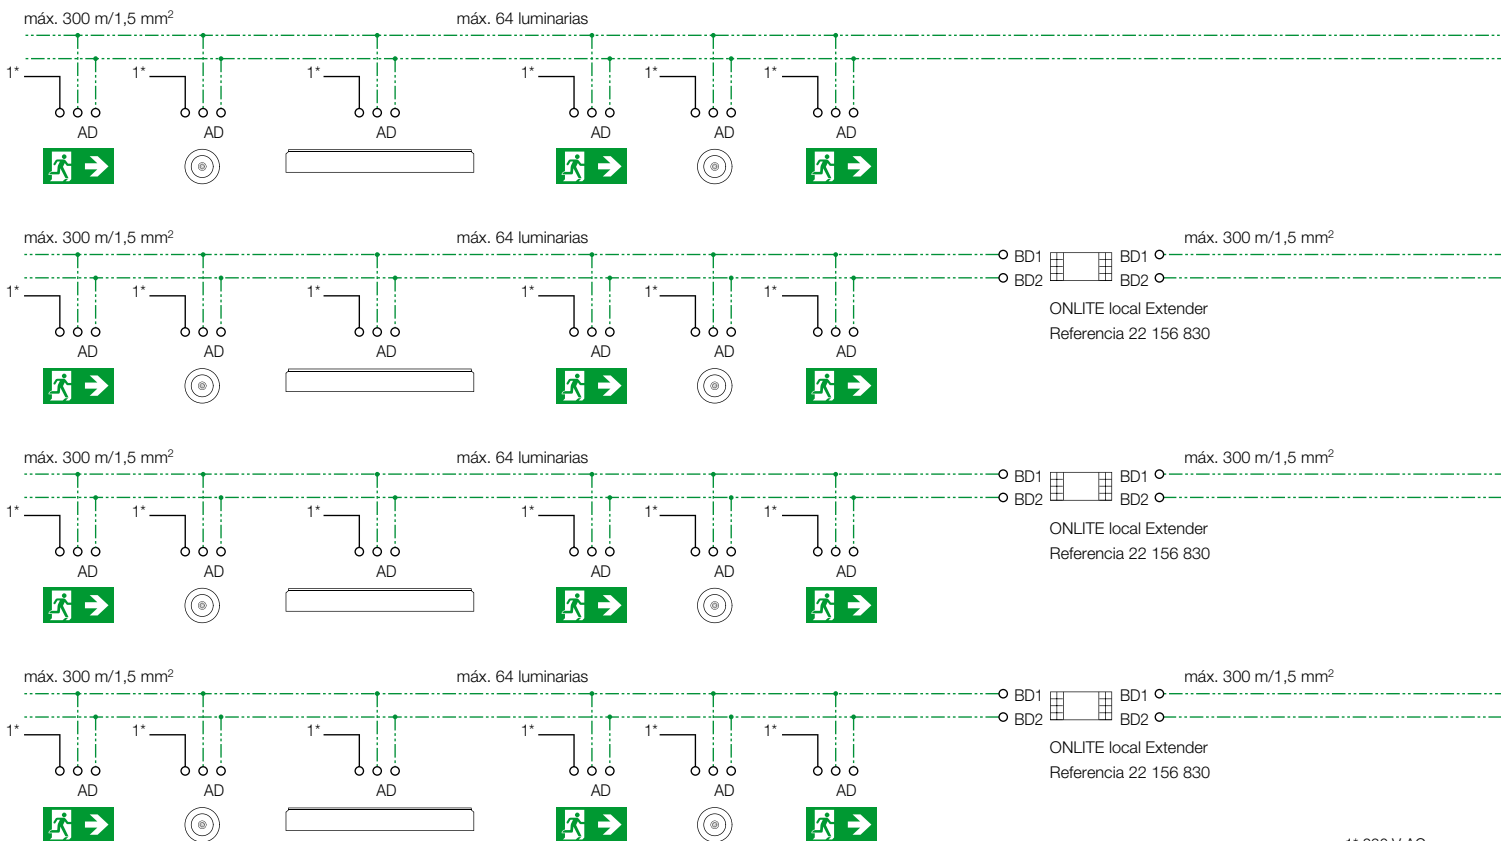 máx. 300 m/1,5 mm² máx. 64 luminarias
1* 1* 1* 1* 1* 1*
AD AD AD AD AD AD
máx. 300 m/1,5 mm² máx. 64 luminarias máx. 300 m/1,5 mm²
BD1 BD1
BD2 BD2
1* 1* 1* 1* 1* 1*
ONLITE local Extender
Referencia 22 156 830
AD AD AD AD AD AD
máx. 300 m/1,5 mm² máx. 64 luminarias máx. 300 m/1,5 mm²
BD1 BD1
BD2 BD2
1* 1* 1* 1* 1* 1*
ONLITE local Extender
Referencia 22 156 830
AD AD AD AD AD AD
máx. 300 m/1,5 mm² máx. 64 luminarias máx. 300 m/1,5 mm²
BD1 BD1
BD2 BD2
1* 1* 1* 1* 1* 1*
ONLITE local Extender
Referencia 22 156 830
AD AD AD AD AD AD